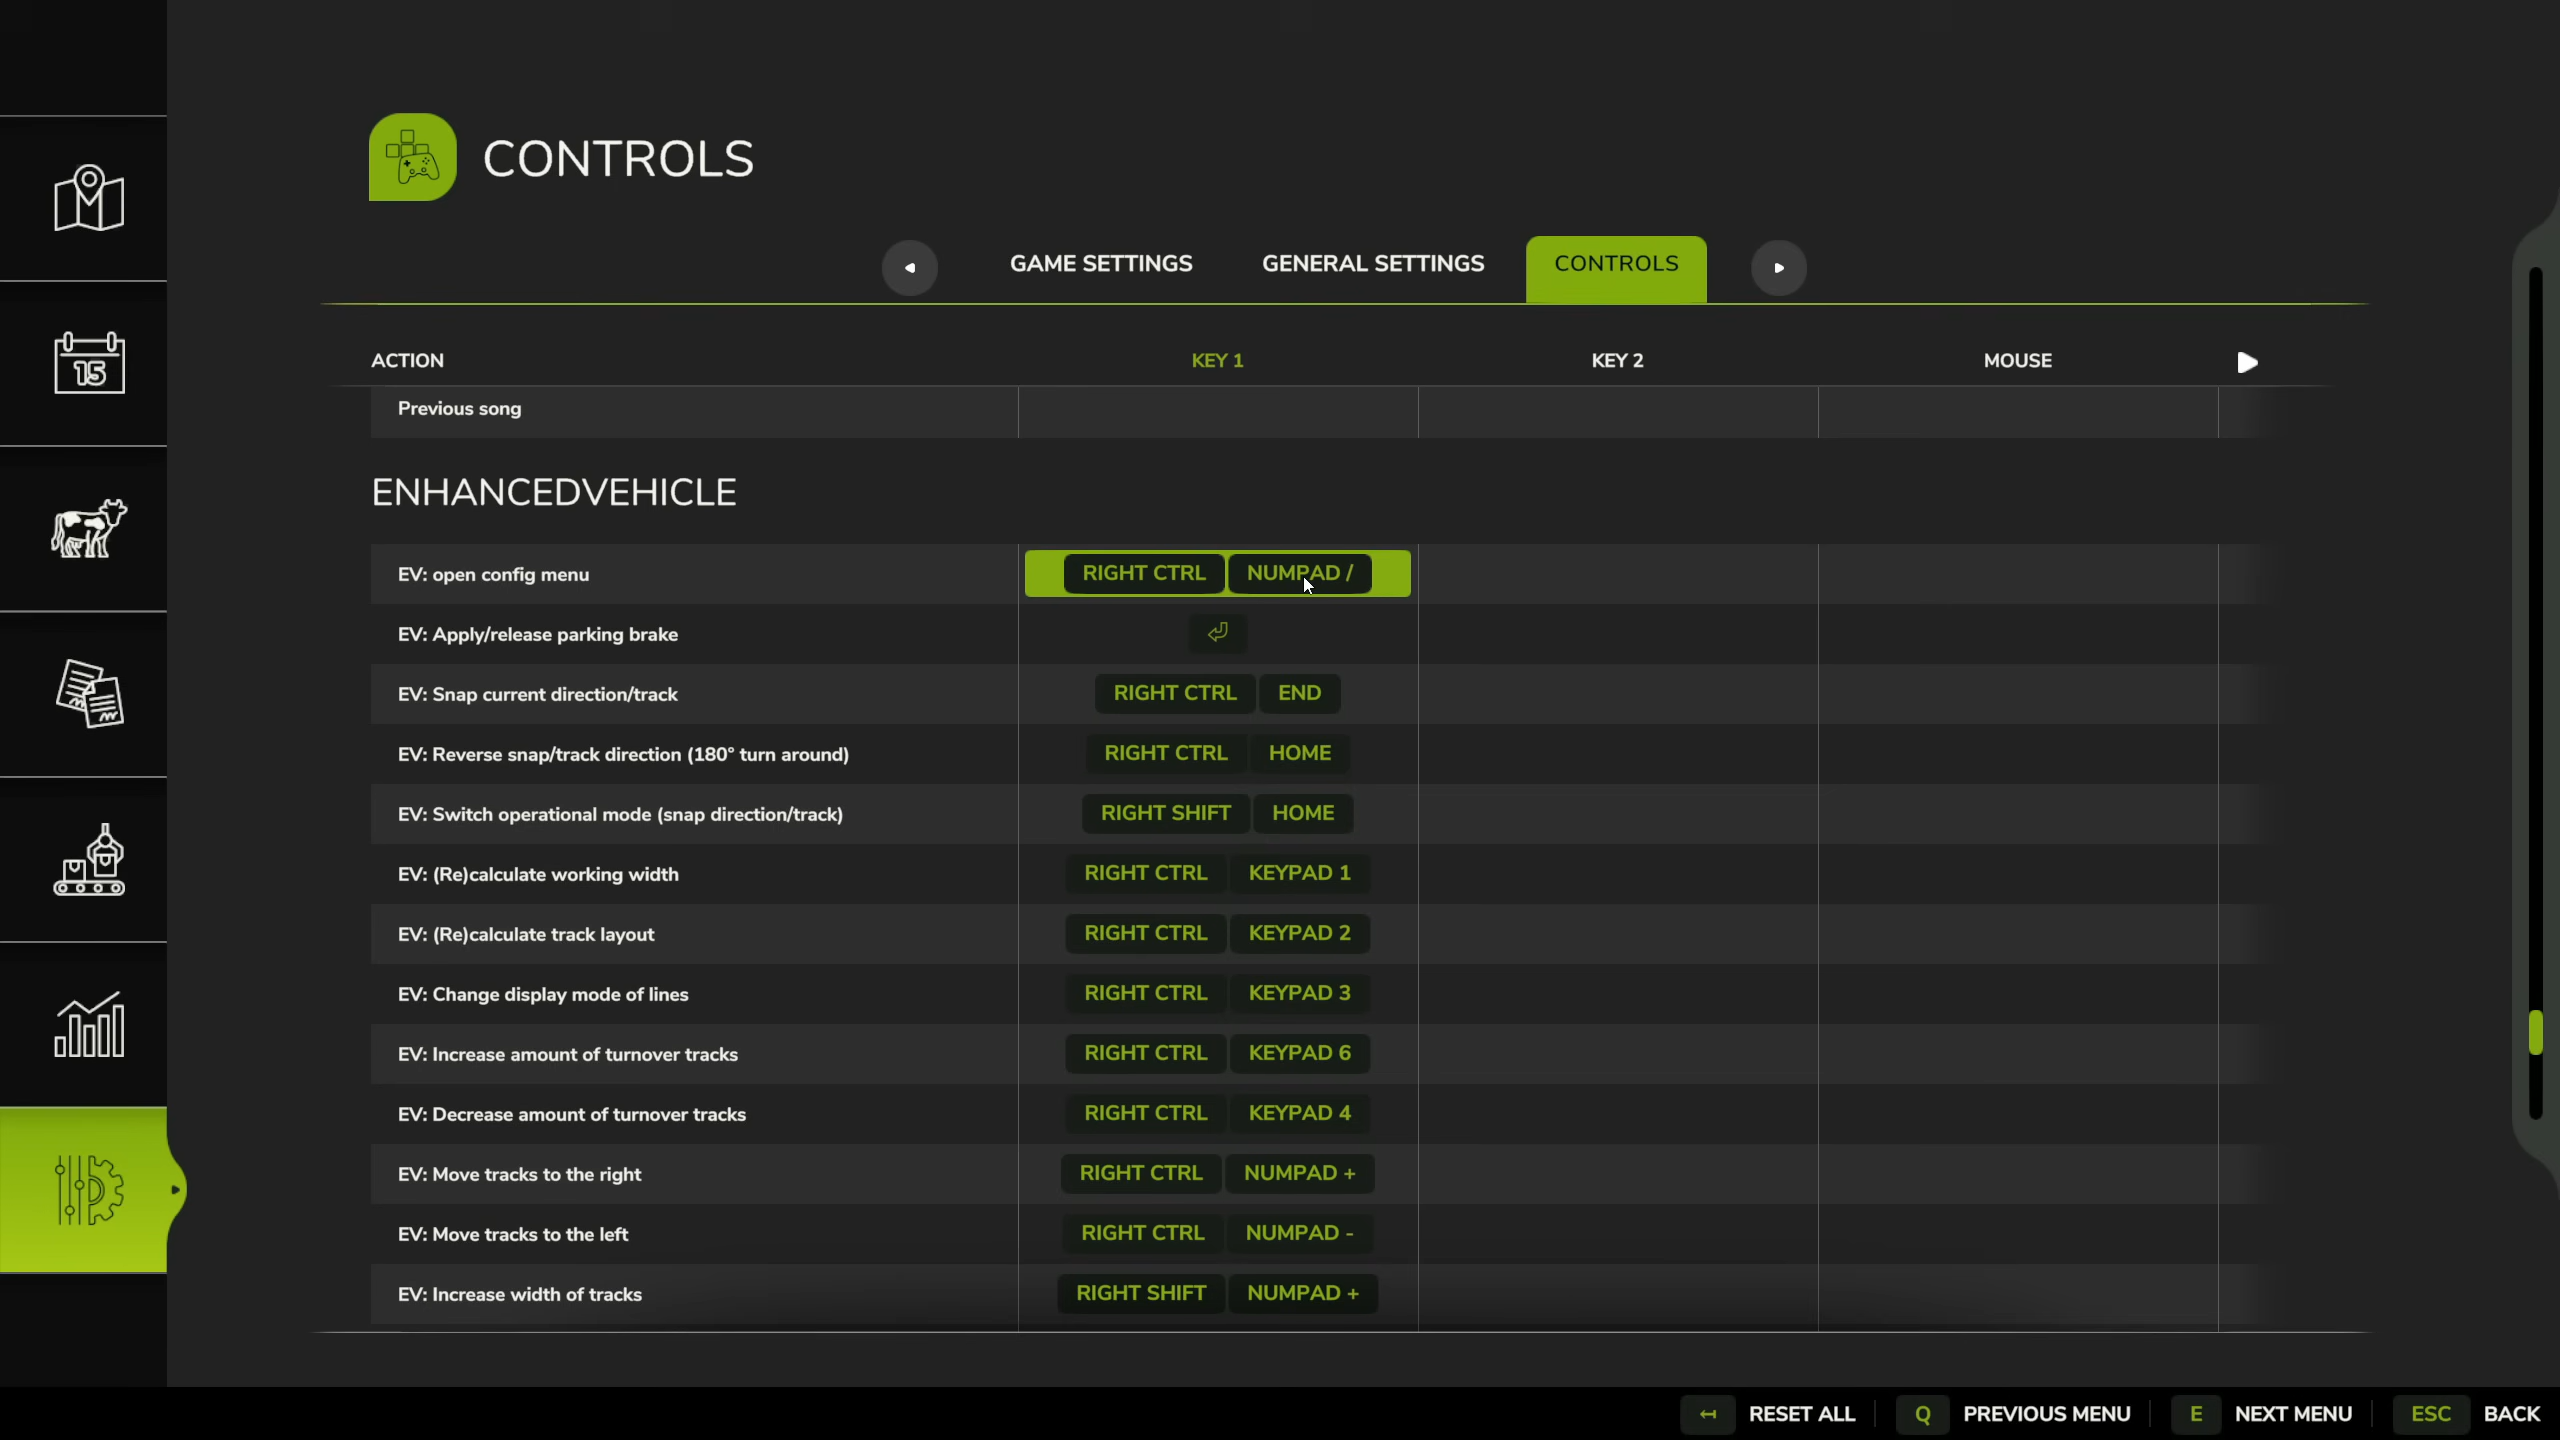 CONTROLS
GAME SETTINGS GENERAL SETTINGS CONTROLS
ACTION KEY 1 KEY 2 MOUSE
Previous song
ENHANCEDVEHICLE
EV: open config menu RIGHT CTRL NUMPAD /
EV: Apply/release parking brake
EV: Snap current direction/track RIGHT CTRL END
EV: Reverse snap/track direction (180° turn around) RIGHT CTRL HOME
EV: Switch operational mode (snap direction/track) RIGHT SHIFT HOME
EV: (Re)calculate working width RIGHT CTRL KEYPAD 1
EV: (Re)calculate track layout RIGHT CTRL KEYPAD 2
EV: Change display mode of lines RIGHT CTRL KEYPAD 3
EV: Increase amount of turnover tracks RIGHT CTRL KEYPAD 6
EV: Decrease amount of turnover tracks RIGHT CTRL KEYPAD 4
EV: Move tracks to the right RIGHT CTRL NUMPAD +
EV: Move tracks to the left RIGHT CTRL NUMPAD -
EV: Increase width of tracks RIGHT SHIFT NUMPAD +
15
RESET ALL Q PREVIOUS MENU E NEXT MENU ESC BACK